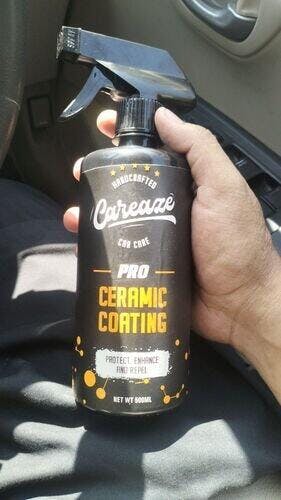 HANDCRAFTED
Careaze
CAR CARE
PRO
CERAMIC
COATING
PROTECT, ENHANCE
AND REPEL
NET WT 500ML